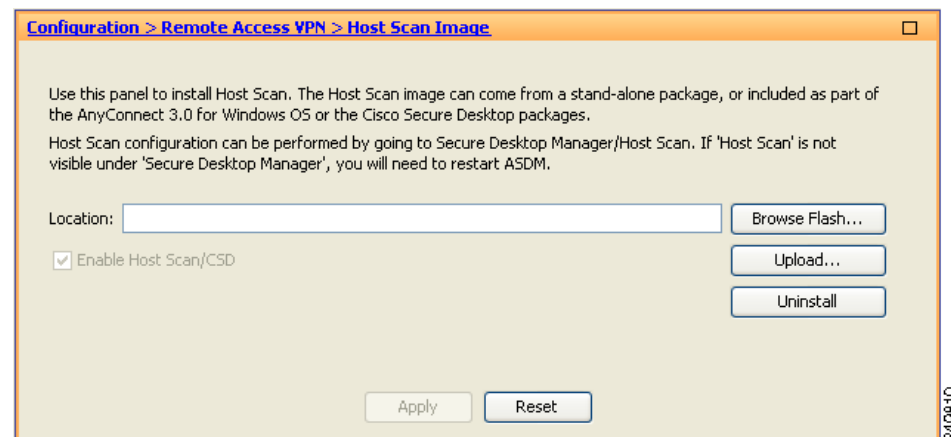 Configuration > Remote Access VPN > Host Scan Image
Use this panel to install Host Scan. The Host Scan image can come from a stand-alone package, or included as part of
the AnyConnect 3.0 for Windows OS or the Cisco Secure Desktop packages.
Host Scan configuration can be performed by going to Secure Desktop Manager/Host Scan. If 'Host Scan' is not
visible under 'Secure Desktop Manager', you will need to restart ASDM.
Location:
Browse Flash...
Enable Host Scan/CSD
Upload...
Uninstall
Apply
Reset